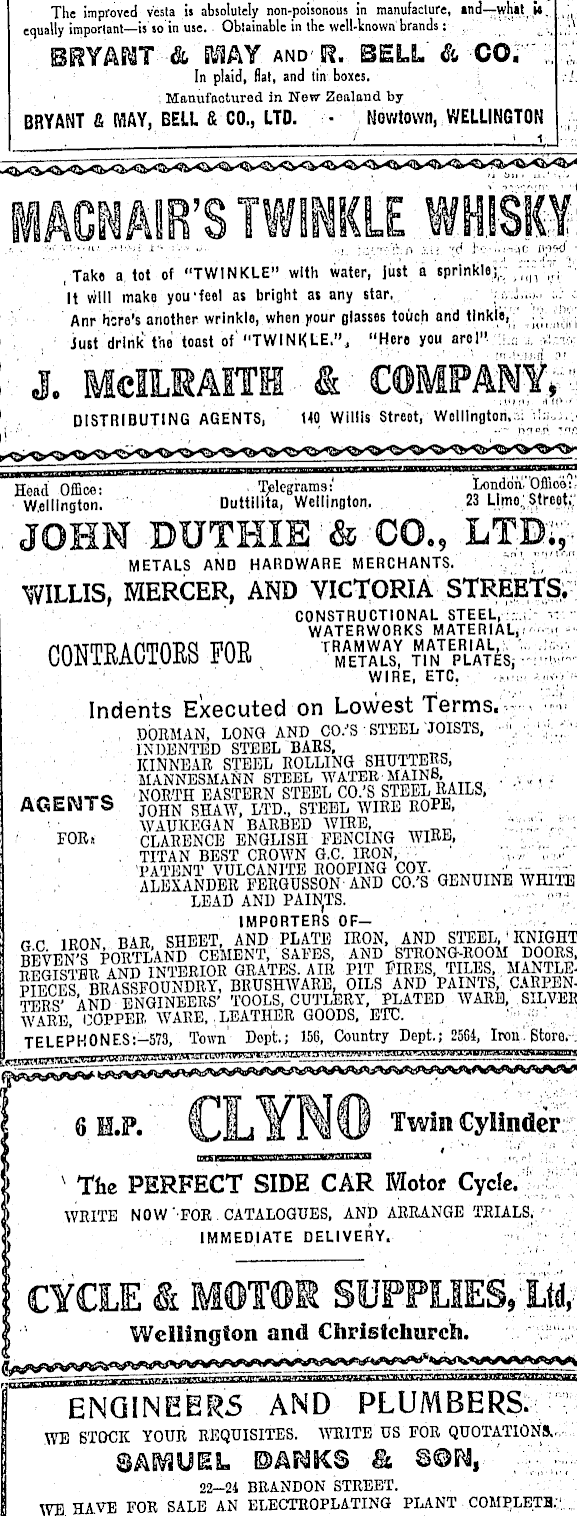 The improved vesta is absolutely non-poisonous in manufacture, and—what is
equally important—is so in use. Obtainable in the well-known brands:
BRYANT & MAY AND R. BELL & CO.
In plaid, flat, and tin boxes.
Manufactured in New Zealand by
BRYANT & MAY, BELL & CO., LTD. - Newtown, WELLINGTON
1
MACNAIR'S TWINKLE WHISKY
Take a tot of "TWINKLE" with water, just a sprinkle;
It will make you feel as bright as any star.
Anr here's another wrinkle, when your glasses touch and tinkle,
Just drink the toast of "TWINKLE.", "Here you are!"
J. McILRAITH & COMPANY,
DISTRIBUTING AGENTS, 140 Willis Street, Wellington.
Head Office: Telegrams: London Office:
Wellington. Duttilita, Wellington. 23 Lime Street.
JOHN DUTHIE & CO., LTD.,
METALS AND HARDWARE MERCHANTS.
WILLIS, MERCER, AND VICTORIA STREETS.
CONTRACTORS FOR
CONSTRUCTIONAL STEEL,
WATERWORKS MATERIAL,
TRAMWAY MATERIAL,
METALS, TIN PLATES,
WIRE, ETC.
Indents Executed on Lowest Terms.
AGENTS
FOR:
DORMAN, LONG AND CO.'S STEEL JOISTS,
INDENTED STEEL BARS,
KINNEAR STEEL ROLLING SHUTTERS,
MANNESMANN STEEL WATER MAINS,
NORTH EASTERN STEEL CO.'S STEEL RAILS,
JOHN SHAW, LTD., STEEL WIRE ROPE,
WAUKEGAN BARBED WIRE,
CLARENCE ENGLISH FENCING WIRE,
TITAN BEST CROWN G.C. IRON,
PATENT VULCANITE ROOFING COY.
ALEXANDER FERGUSSON AND CO.'S GENUINE WHITE
LEAD AND PAINTS.
IMPORTERS OF—
G.C. IRON, BAR, SHEET, AND PLATE IRON, AND STEEL, KNIGHT
BEVEN'S PORTLAND CEMENT, SAFES, AND STRONG-ROOM DOORS,
REGISTER AND INTERIOR GRATES. AIR PIT FIRES, TILES, MANTLE-
PIECES, BRASSFOUNDRY, BRUSHWARE, OILS AND PAINTS, CARPEN-
TERS' AND ENGINEERS' TOOLS, CUTLERY, PLATED WARE, SILVER
WARE, COPPER WARE, LEATHER GOODS, ETC.
TELEPHONES:—573, Town Dept.; 156, Country Dept.; 2564, Iron Store.
6 H.P. CLYNO Twin Cylinder
The PERFECT SIDE CAR Motor Cycle.
WRITE NOW FOR CATALOGUES, AND ARRANGE TRIALS.
IMMEDIATE DELIVERY.
CYCLE & MOTOR SUPPLIES, Ltd,
Wellington and Christchurch.
ENGINEERS AND PLUMBERS.
WE STOCK YOUR REQUISITES. WRITE US FOR QUOTATIONS.
SAMUEL DANKS & SON,
22—24 BRANDON STREET.
WE HAVE FOR SALE AN ELECTROPLATING PLANT COMPLETE.